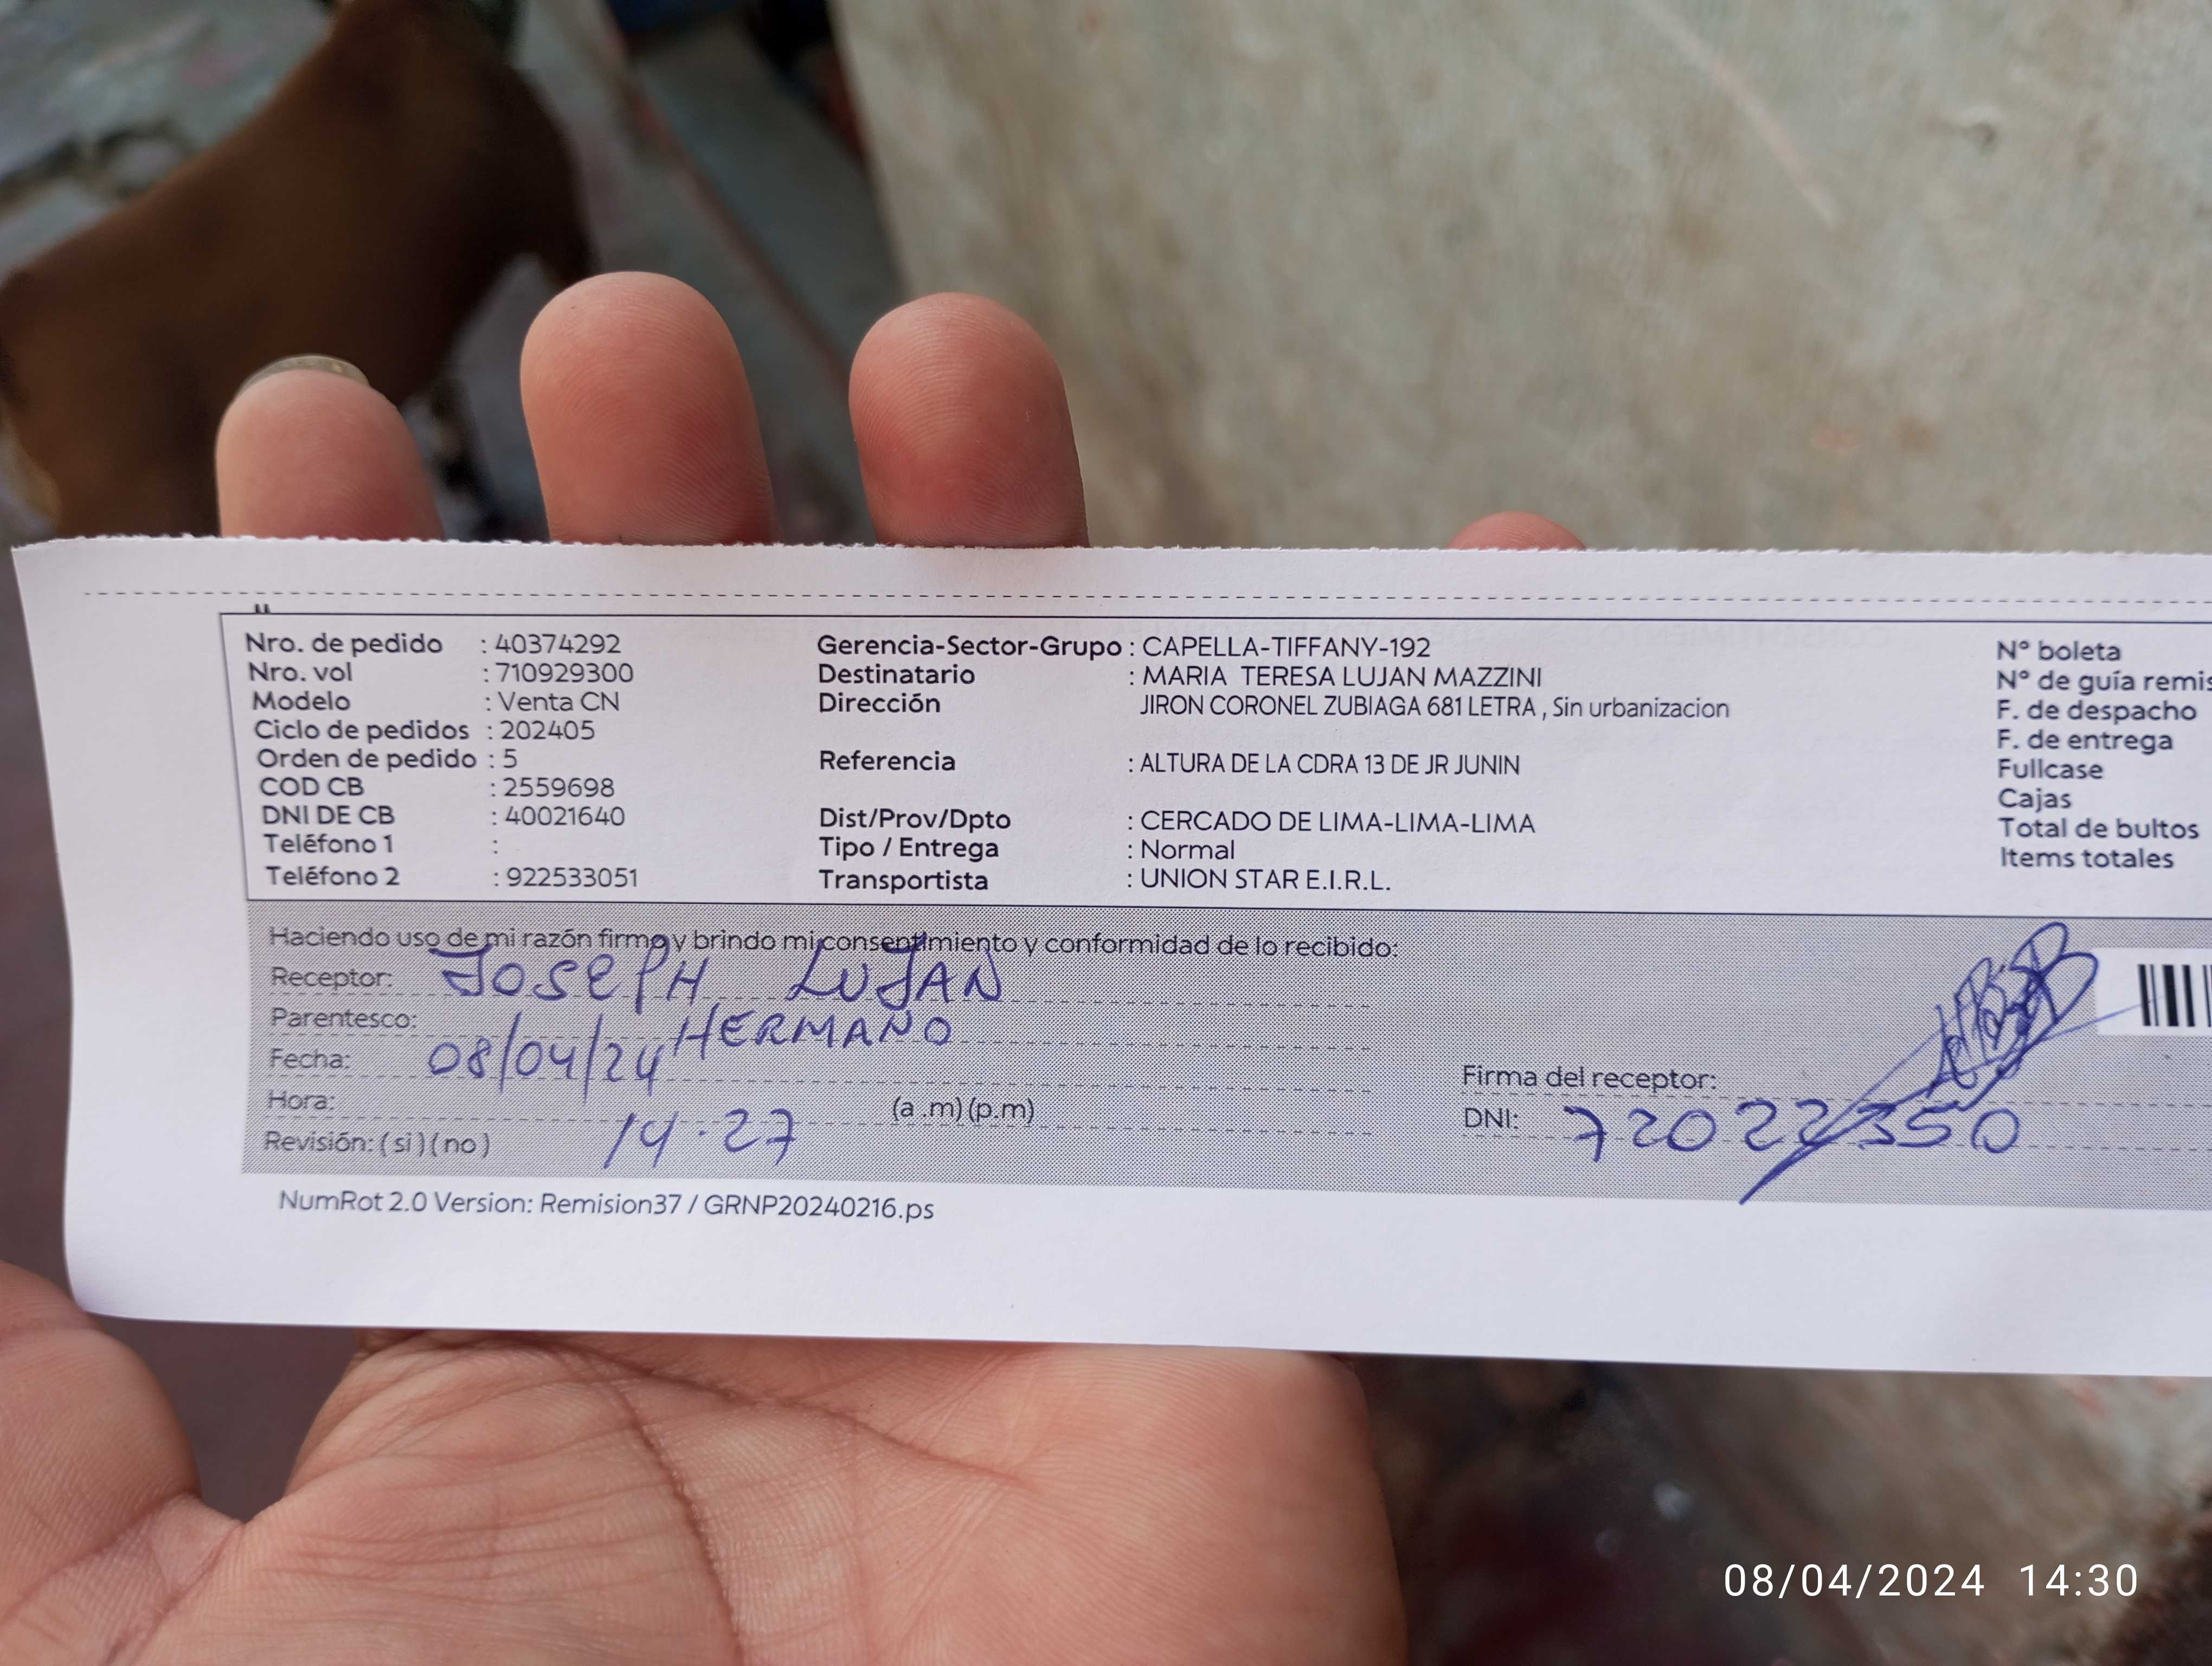 Nro. de pedido : 40374292 Gerencia-Sector-Grupo : CAPELLA-TIFFANY-192 N° boleta
Nro. vol : 710929300 Destinatario : MARIA TERESA LUJAN MAZZINI N° de guía remis
Modelo : Venta CN Dirección JIRON CORONEL ZUBIAGA 681 LETRA , Sin urbanizacion F. de despacho
Ciclo de pedidos : 202405 F. de entrega
Orden de pedido : 5 Referencia : ALTURA DE LA CDRA 13 DE JR JUNIN Fullcase
COD CB : 2559698 Cajas
DNI DE CB : 40021640 Dist/Prov/Dpto : CERCADO DE LIMA-LIMA-LIMA Total de bultos
Teléfono 1 : Tipo / Entrega : Normal Items totales
Teléfono 2 : 922533051 Transportista : UNION STAR E.I.R.L.
Haciendo uso de mi razón firmo y brindo mi consentimiento y conformidad de lo recibido:
Receptor: JOSEPH LUJAN
Parentesco: HERMANO
Fecha: 08/04/24 Firma del receptor:
Hora: 14.27 (a .m) (p.m) DNI: 72022350
Revisión: ( si ) ( no )
NumRot 2.0 Version: Remision37 / GRNP20240216.ps
08/04/2024 14:30